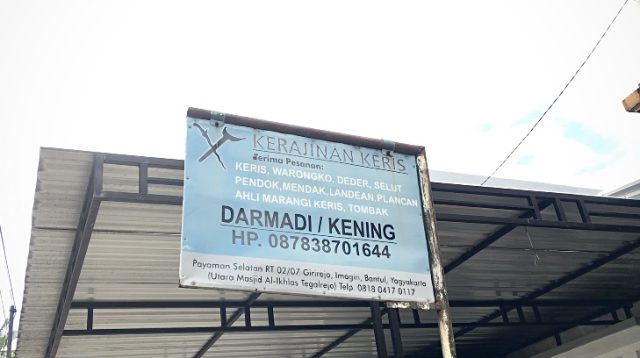 KERAJINAN KERIS
Terima Pesanan:
KERIS, WARONGKO, DEDER, SELUT
PENDOK,MENDAK,LANDEAN,PLANCAN
AHLI MARANGI KERIS, TOMBAK
DARMADI / KENING
HP. 087838701644
Payaman Selatan RT 02/07 Girirejo, Imogiri, Bantul, Yogyakarta
(Utara Masjid Al-Ikhlas Tegalrejo) Telp. 0818 0417 0117